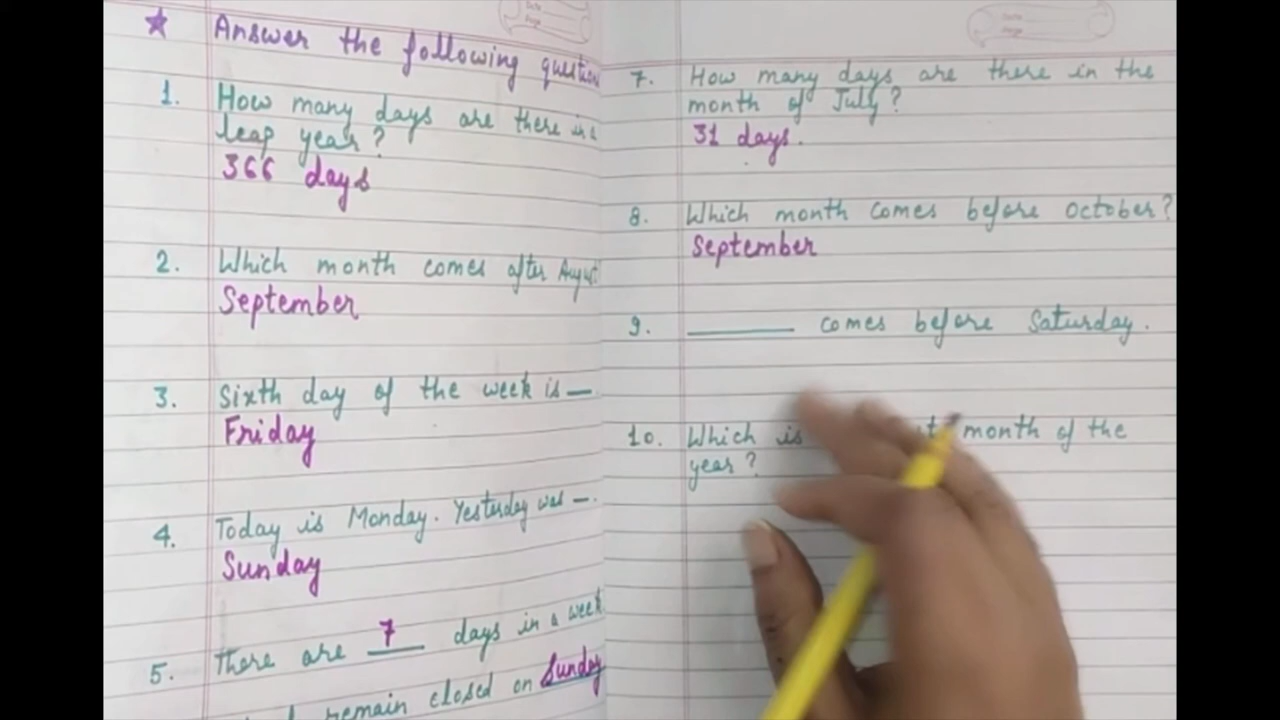 ★ Answer the following question
1. How many days are there in a
leap year?
366 days
2. Which month comes after August
September
3. Sixth day of the week is —.
Friday
4. Today is Monday. Yesterday was —.
Sunday
5. There are 7 days in a week
remain closed on Sunday
Date
Page
7. How many days are there in the
month of July?
31 days.
8. Which month comes before October?
September
9. ______ comes before Saturday.
10. Which is month of the
year?